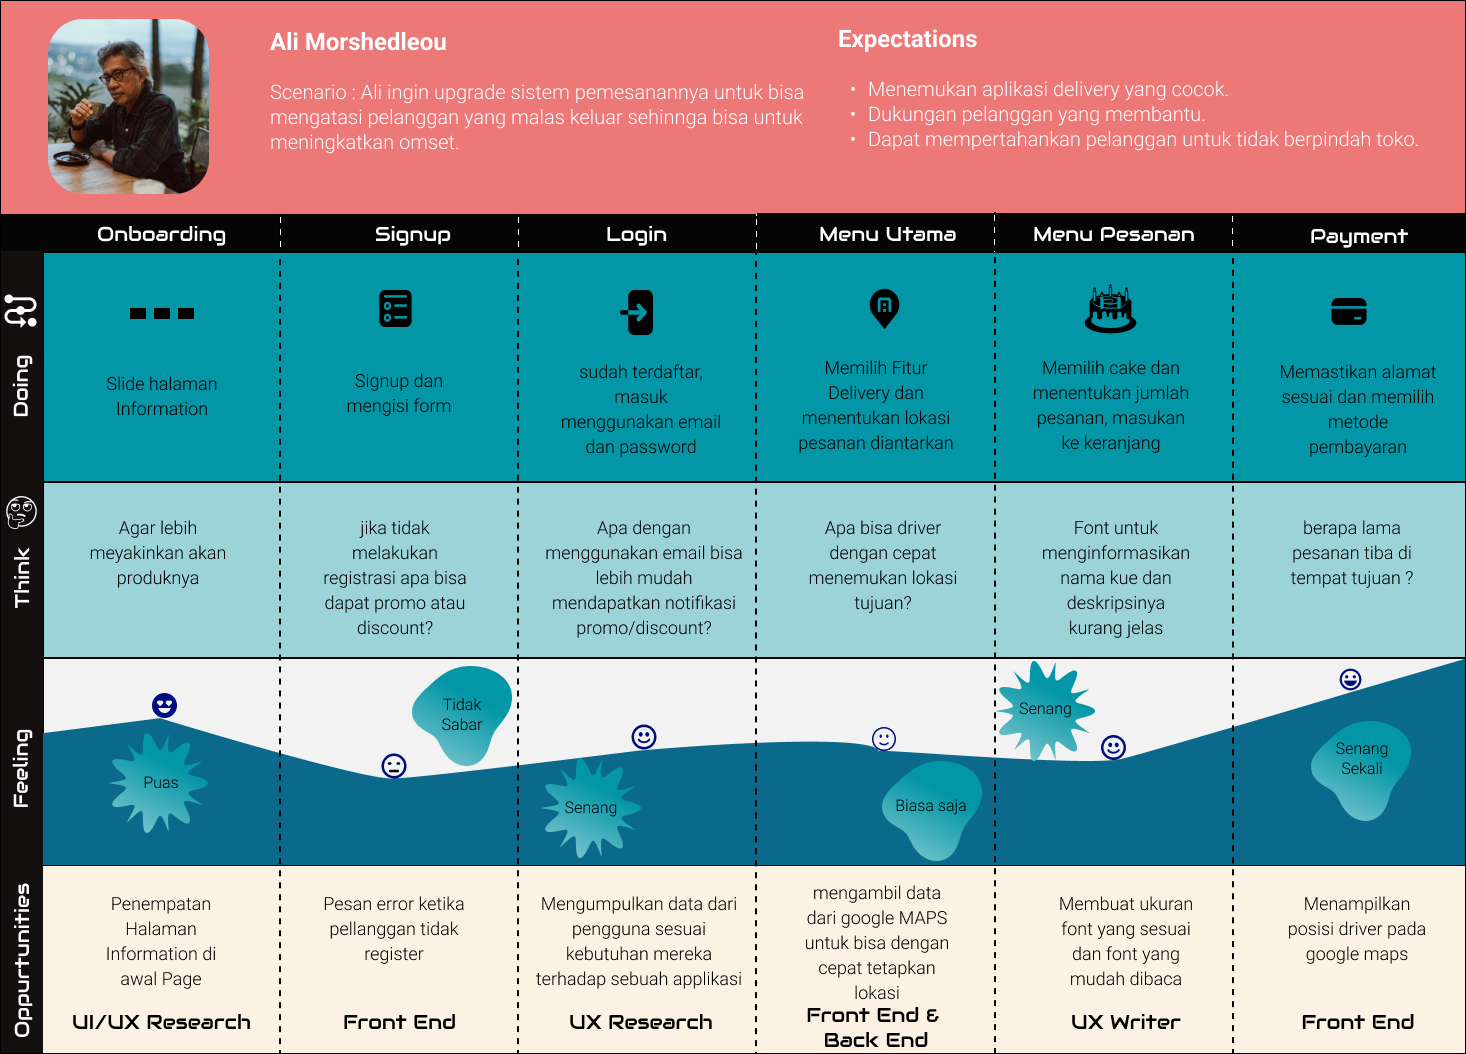 Ali Morshedleou
Scenario : Ali ingin upgrade sistem pemesanannya untuk bisa
mengatasi pelanggan yang malas keluar sehinnga bisa untuk
meningkatkan omset.
Expectations
• Menemukan aplikasi delivery yang cocok.
• Dukungan pelanggan yang membantu.
• Dapat mempertahankan pelanggan untuk tidak berpindah toko.
Onboarding
Signup
Login
Menu Utama
Menu Pesanan
Payment
Doing
Slide halaman
Information
Signup dan
mengisi form
sudah terdaftar,
masuk
menggunakan email
dan password
Memilih Fitur
Delivery dan
menentukan lokasi
pesanan diantarkan
Memilih cake dan
menentukan jumlah
pesanan, masukan
ke keranjang
Memastikan alamat
sesuai dan memilih
metode
pembayaran
Think
Agar lebih
meyakinkan akan
produknya
jika tidak
melakukan
registrasi apa bisa
dapat promo atau
discount?
Apa dengan
menggunakan email bisa
lebih mudah
mendapatkan notifikasi
promo/discount?
Apa bisa driver
dengan cepat
menemukan lokasi
tujuan?
Font untuk
menginformasikan
nama kue dan
deskripsinya
kurang jelas
berapa lama
pesanan tiba di
tempat tujuan ?
Feeling
Puas
Tidak
Sabar
Senang
Biasa saja
Senang
Senang
Sekali
Oppurtunities
Penempatan
Halaman
Information di
awal Page
UI/UX Research
Pesan error ketika
pellanggan tidak
register
Front End
Mengumpulkan data dari
pengguna sesuai
kebutuhan mereka
terhadap sebuah applikasi
UX Research
mengambil data
dari google MAPS
untuk bisa dengan
cepat tetapkan
lokasi
Front End &
Back End
Membuat ukuran
font yang sesuai
dan font yang
mudah dibaca
UX Writer
Menampilkan
posisi driver pada
google maps
Front End